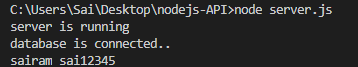 C:\Users\Sai\Desktop\nodejs-API>node server.js
server is running
database is connected..
sairam sai12345